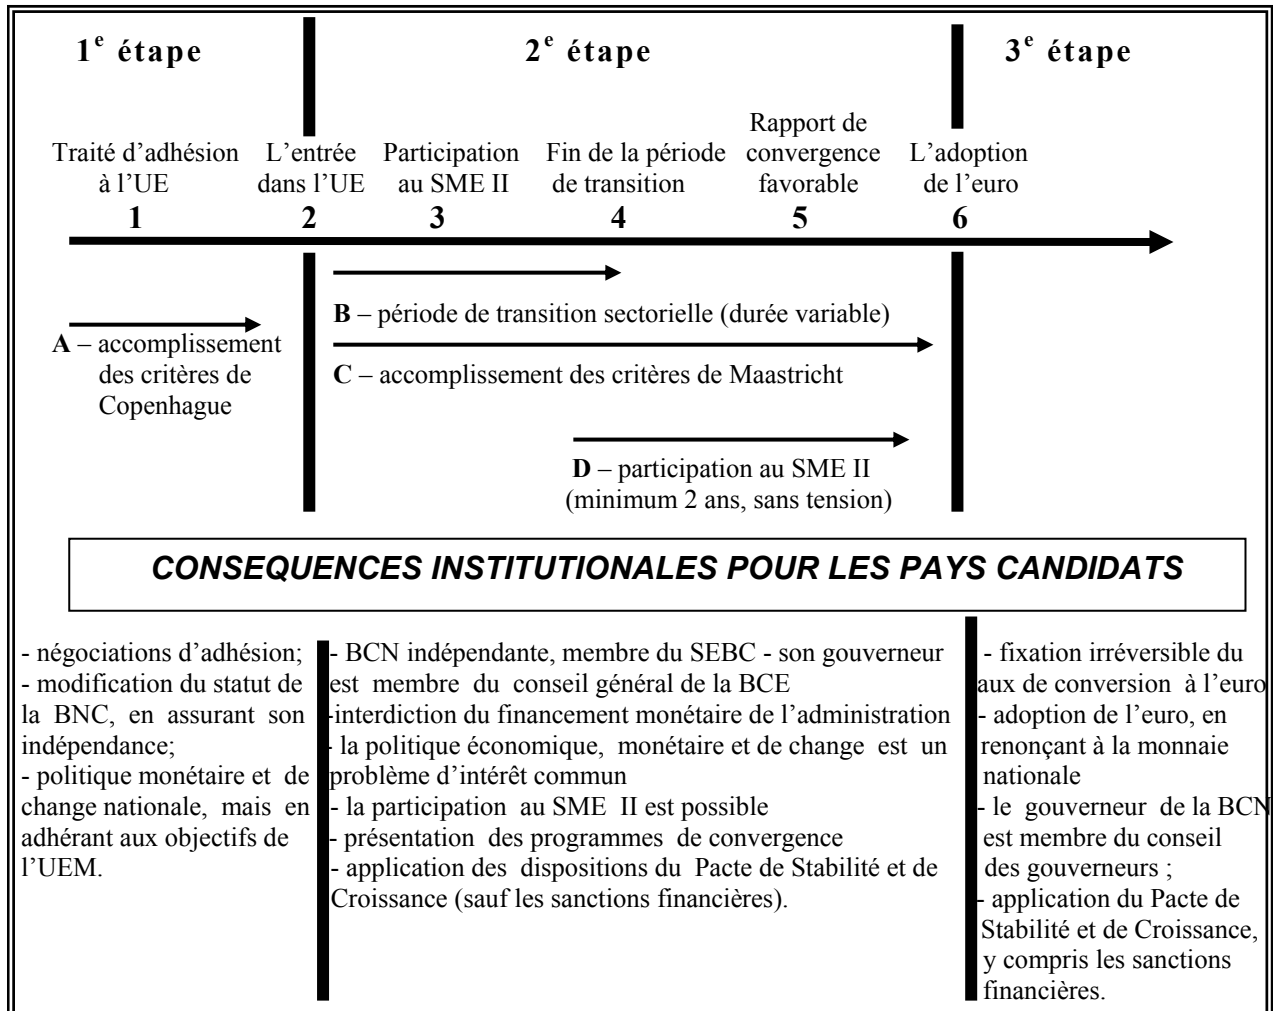 1e étape
2e étape
3e étape
Traité d’adhésion
à l’UE
1
L’entrée
dans l’UE
2
Participation
au SME II
3
Fin de la période
de transition
4
Rapport de
convergence
favorable
5
L’adoption
de l’euro
6
A – accomplissement
des critères de
Copenhague
B – période de transition sectorielle (durée variable)
C – accomplissement des critères de Maastricht
D – participation au SME II
(minimum 2 ans, sans tension)
CONSEQUENCES INSTITUTIONALES POUR LES PAYS CANDIDATS
- négociations d’adhésion;
- modification du statut de
la BNC, en assurant son
indépendance;
- politique monétaire et de
change nationale, mais en
adhérant aux objectifs de
l’UEM.
- BCN indépendante, membre du SEBC - son gouverneur
est membre du conseil général de la BCE
-interdiction du financement monétaire de l’administration
- la politique économique, monétaire et de change est un
problème d’intérêt commun
- la participation au SME II est possible
- présentation des programmes de convergence
- application des dispositions du Pacte de Stabilité et de
Croissance (sauf les sanctions financières).
- fixation irréversible du
aux de conversion à l’euro
- adoption de l’euro, en
renonçant à la monnaie
nationale
- le gouverneur de la BCN
est membre du conseil
des gouverneurs ;
- application du Pacte de
Stabilité et de Croissance,
y compris les sanctions
financières.